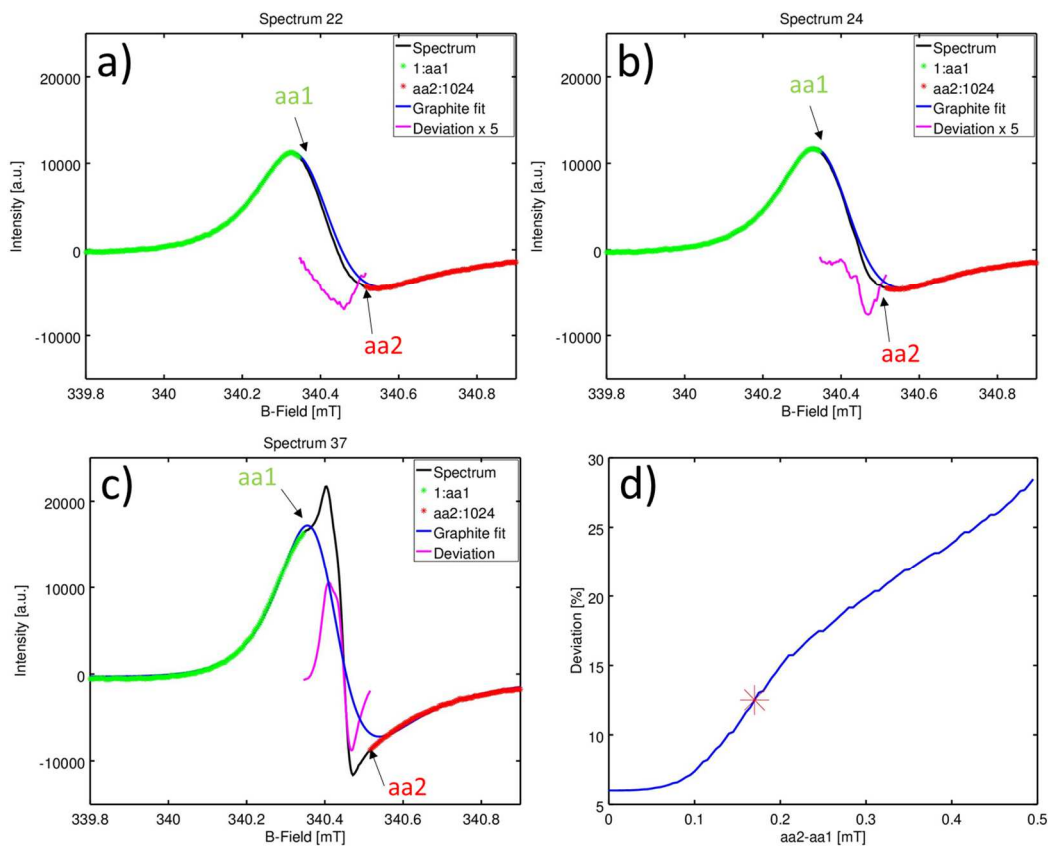 Spectrum 22
a)
Spectrum
1:aa1
aa2:1024
Graphite fit
Deviation x 5
aa1
aa2
20000
10000
0
-10000
Intensity [a.u.]
339.8
340
340.2
340.4
340.6
340.8
B-Field [mT]
Spectrum 24
b)
Spectrum
1:aa1
aa2:1024
Graphite fit
Deviation x 5
aa1
aa2
20000
10000
0
-10000
Intensity [a.u.]
339.8
340
340.2
340.4
340.6
340.8
B-Field [mT]
Spectrum 37
c)
Spectrum
1:aa1
aa2:1024
Graphite fit
Deviation
aa1
aa2
20000
10000
0
-10000
Intensity [a.u.]
339.8
340
340.2
340.4
340.6
340.8
B-Field [mT]
d)
30
25
20
15
10
5
Deviation [%]
0
0.1
0.2
0.3
0.4
0.5
aa2-aa1 [mT]